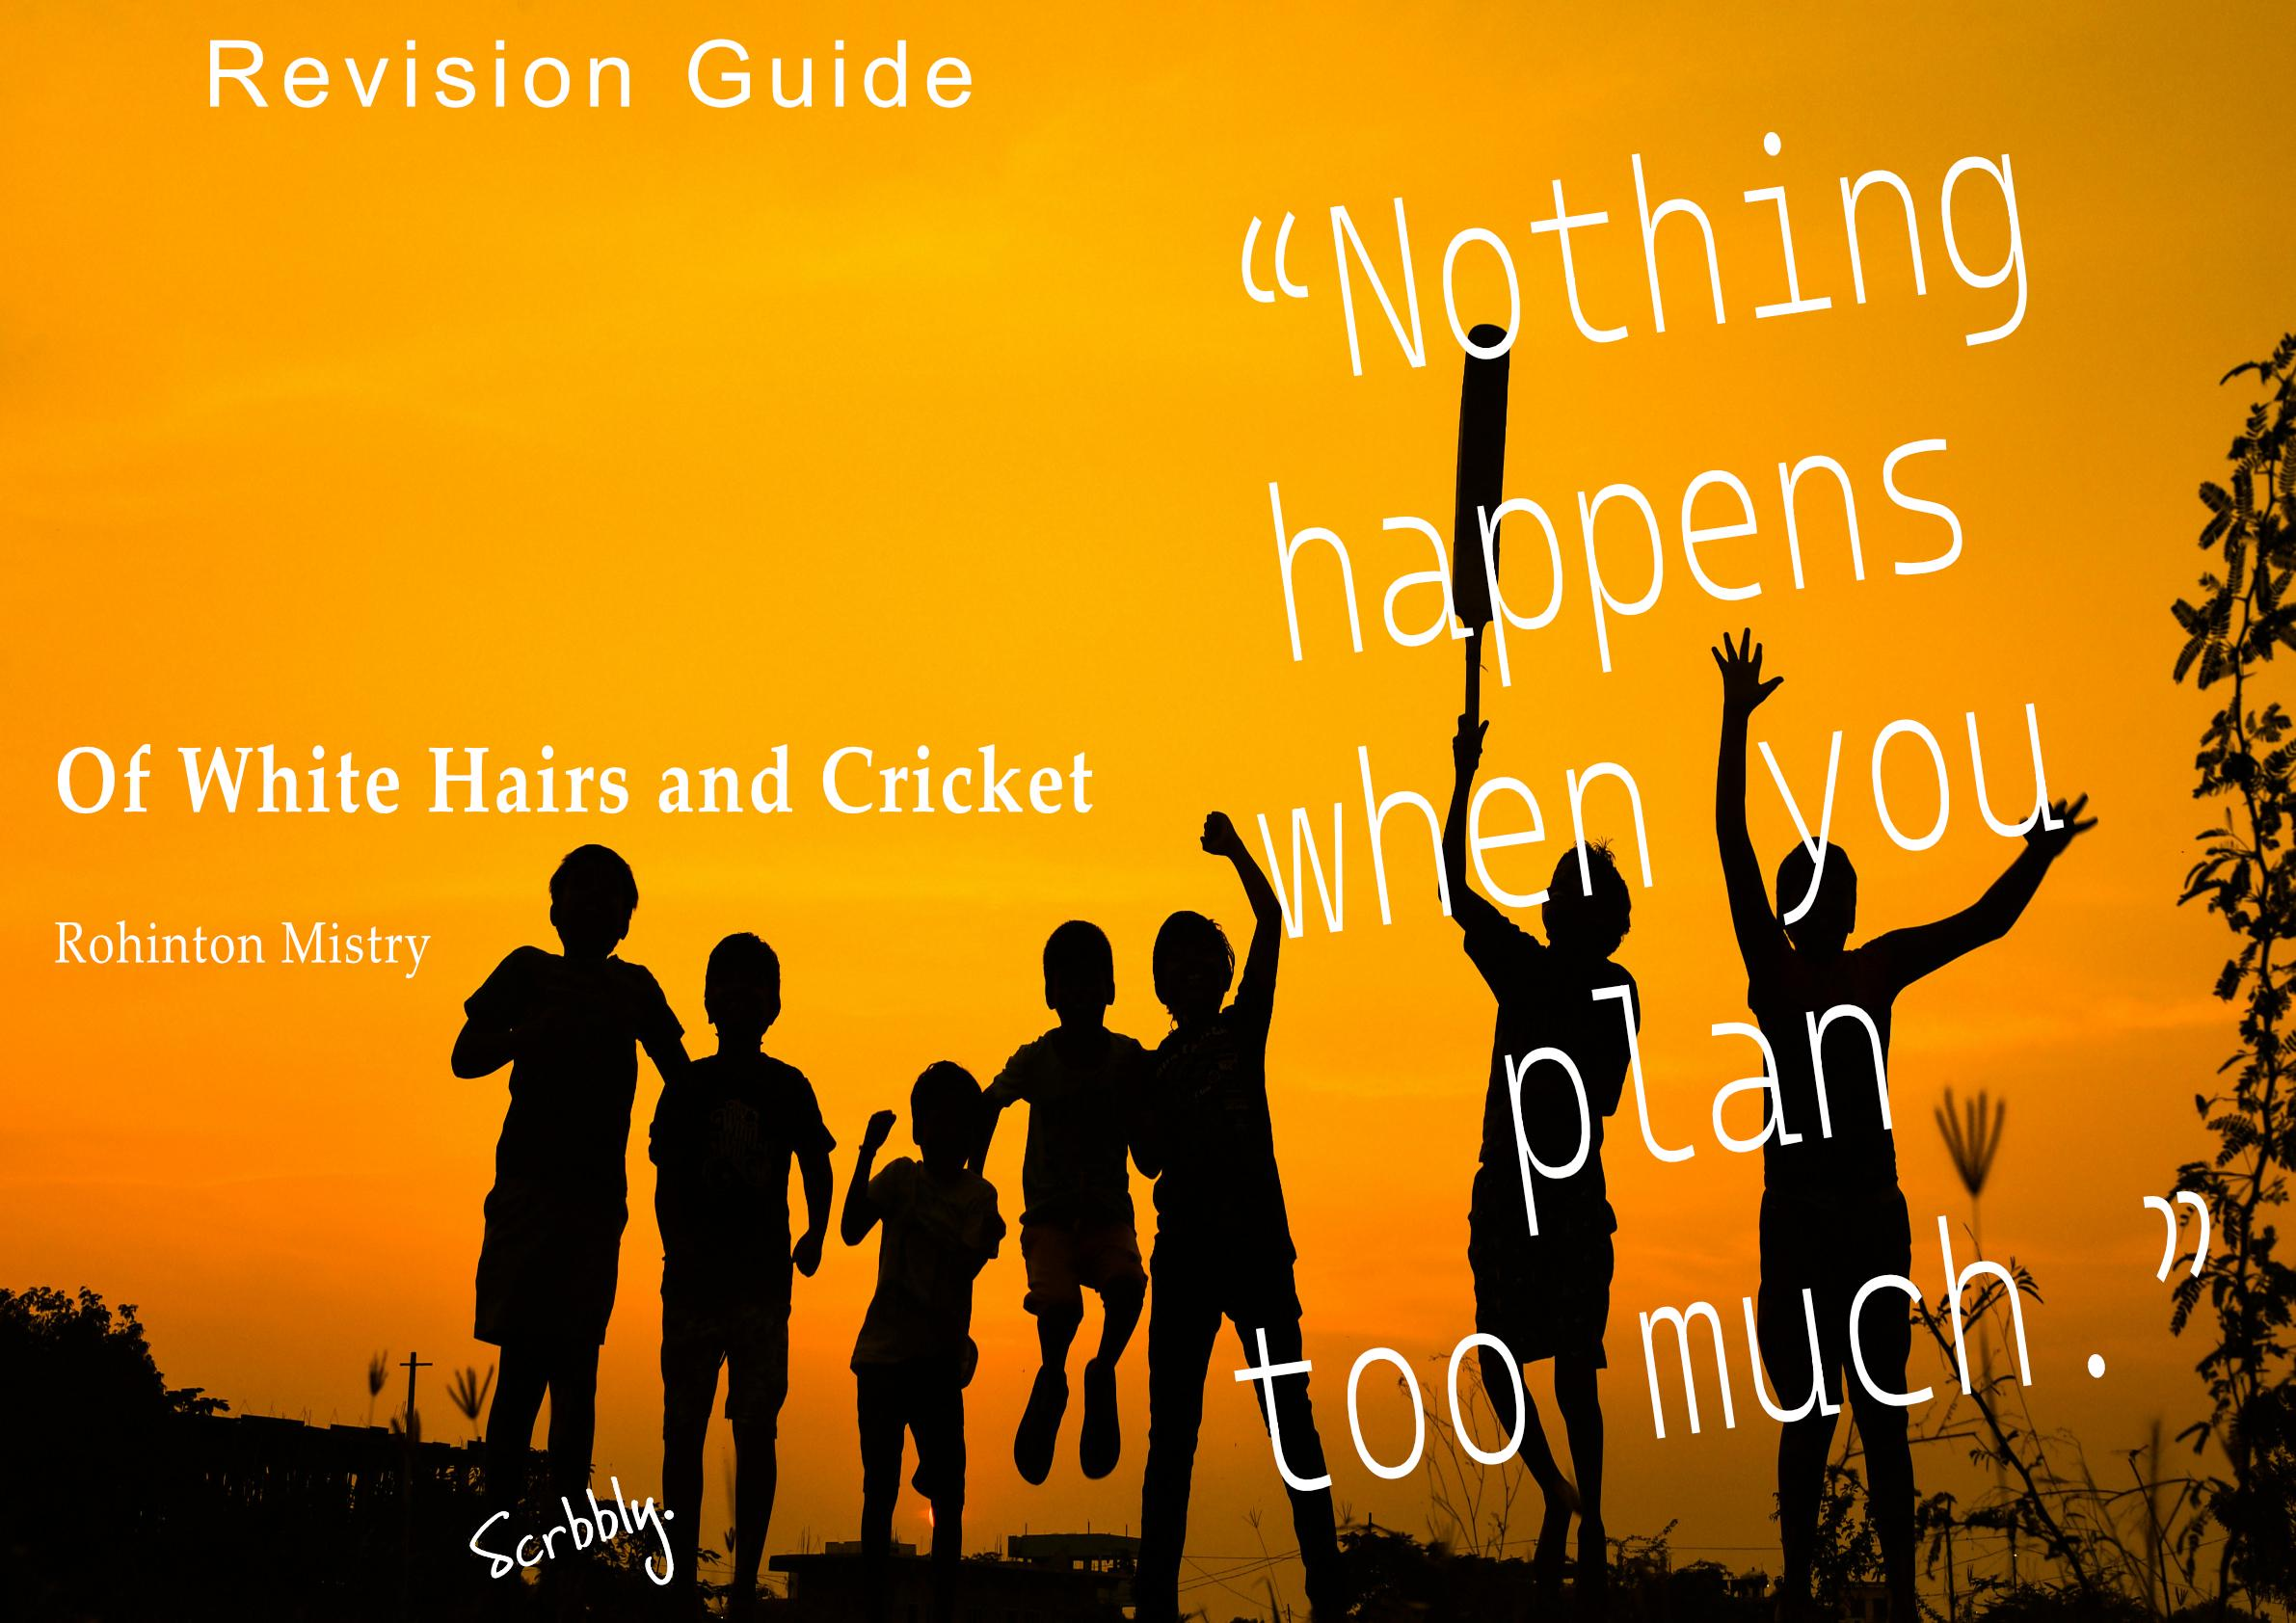 Revision Guide
“Nothing
happens
when you
plan
too much.”
Of White Hairs and Cricket
Rohinton Mistry
Scrbbly.